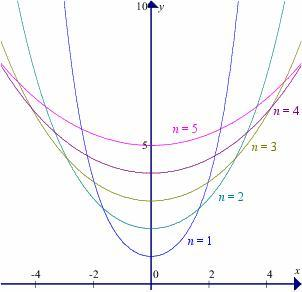 10 y
n = 5
n = 4
5
n = 3
n = 2
n = 1
x
-4 -2 0 2 4